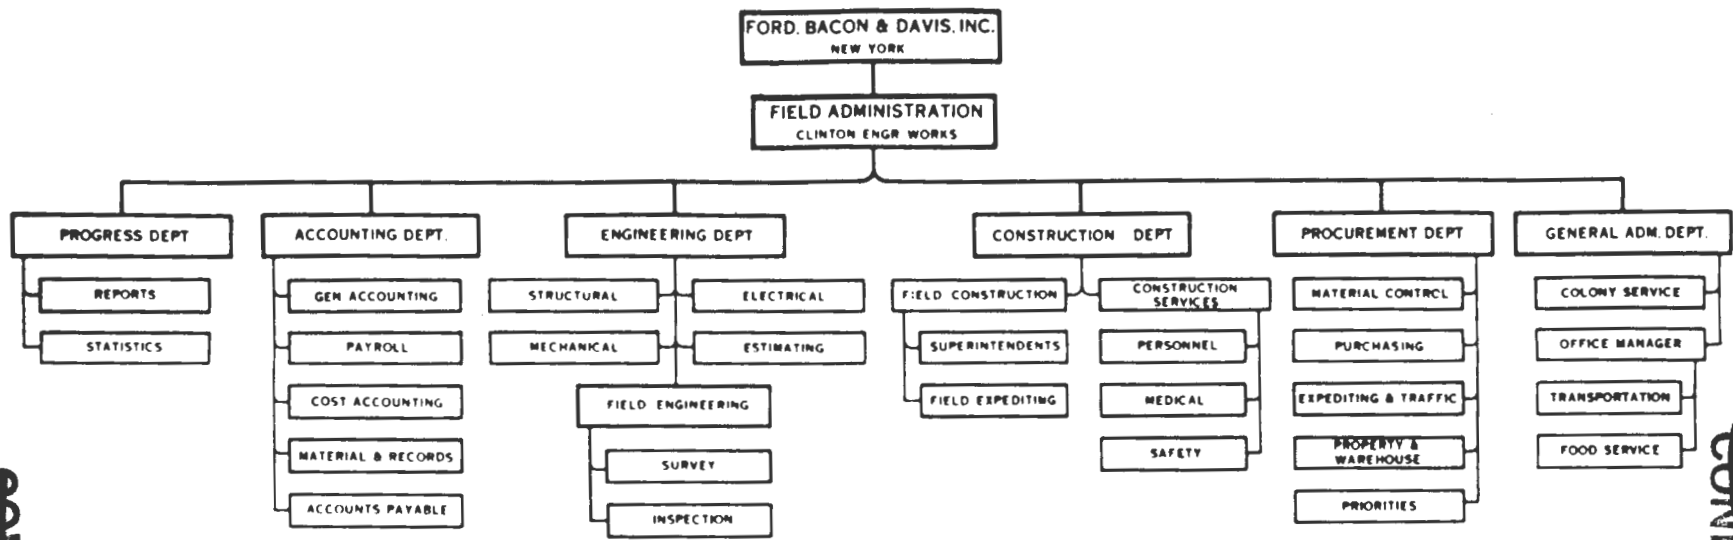 FORD, BACON & DAVIS, INC.
NEW YORK
FIELD ADMINISTRATION
CLINTON ENGR WORKS
PROGRESS DEPT
REPORTS
STATISTICS
ACCOUNTING DEPT.
GEN ACCOUNTING
PAYROLL
COST ACCOUNTING
MATERIAL & RECORDS
ACCOUNTS PAYABLE
ENGINEERING DEPT
STRUCTURAL
ELECTRICAL
MECHANICAL
ESTIMATING
FIELD ENGINEERING
SURVEY
INSPECTION
CONSTRUCTION DEPT
FIELD CONSTRUCTION
SUPERINTENDENTS
FIELD EXPEDITING
CONSTRUCTION
SERVICES
PERSONNEL
MEDICAL
SAFETY
PROCUREMENT DEPT
MATERIAL CONTROL
PURCHASING
EXPEDITING & TRAFFIC
PROPERTY &
WAREHOUSE
PRIORITIES
GENERAL ADM. DEPT.
COLONY SERVICE
OFFICE MANAGER
TRANSPORTATION
FOOD SERVICE